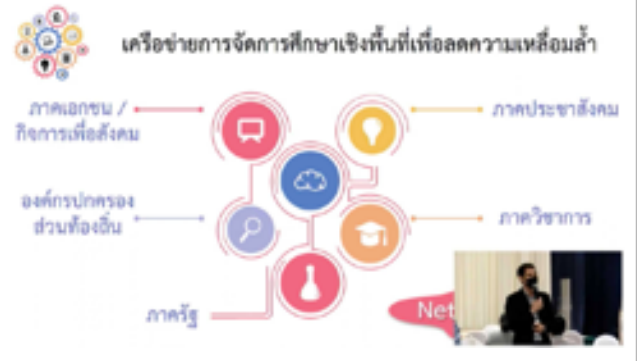 เครือข่ายการจัดการศึกษาเชิงพื้นที่เพื่อลดความเหลื่อมล้ำ
ภาคเอกชน /
กิจการเพื่อสังคม
ภาคประชาสังคม
องค์กรปกครอง
ส่วนท้องถิ่น
ภาควิชาการ
ภาครัฐ
Net